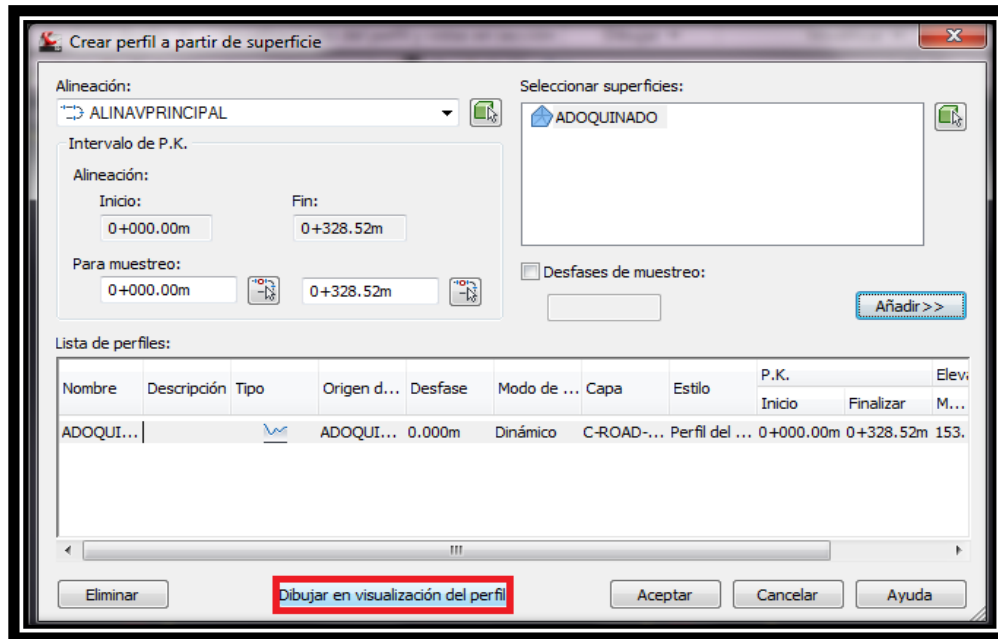 Crear perfil a partir de superficie
Alineación:
ALINAVPRINCIPAL
Seleccionar superficies:
ADOQUINADO
Intervalo de P.K.
Alineación:
Inicio:
Fin:
0+000.00m
0+328.52m
Para muestreo:
0+000.00m
0+328.52m
Desfases de muestreo:
Añadir>>
Lista de perfiles:
Nombre Descripción Tipo Origen d... Desfase Modo de ... Capa Estilo P.K. Eleva
Inicio Finalizar M...
ADOQUI... ADOQUI... 0.000m Dinámico C-ROAD-... Perfil del ... 0+000.00m 0+328.52m 153.
Eliminar
Dibujar en visualización del perfil
Aceptar
Cancelar
Ayuda